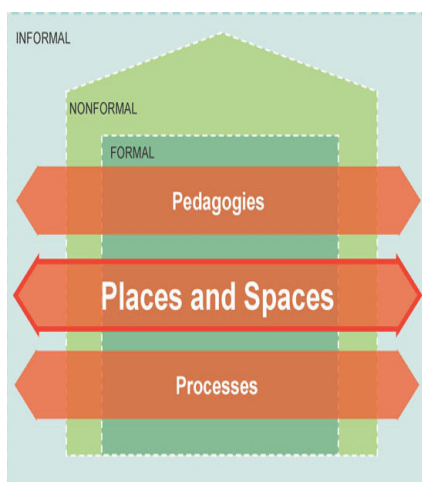 INFORMAL
NONFORMAL
FORMAL
Pedagogies
Places and Spaces
Processes